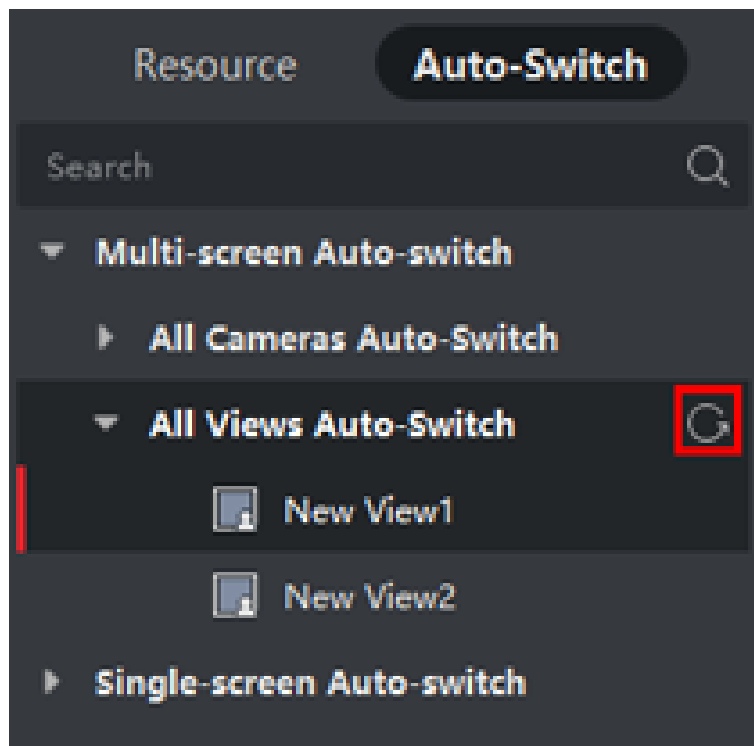 Resource Auto-Switch
Search
Multi-screen Auto-switch
All Cameras Auto-Switch
All Views Auto-Switch
New View1
New View2
Single-screen Auto-switch